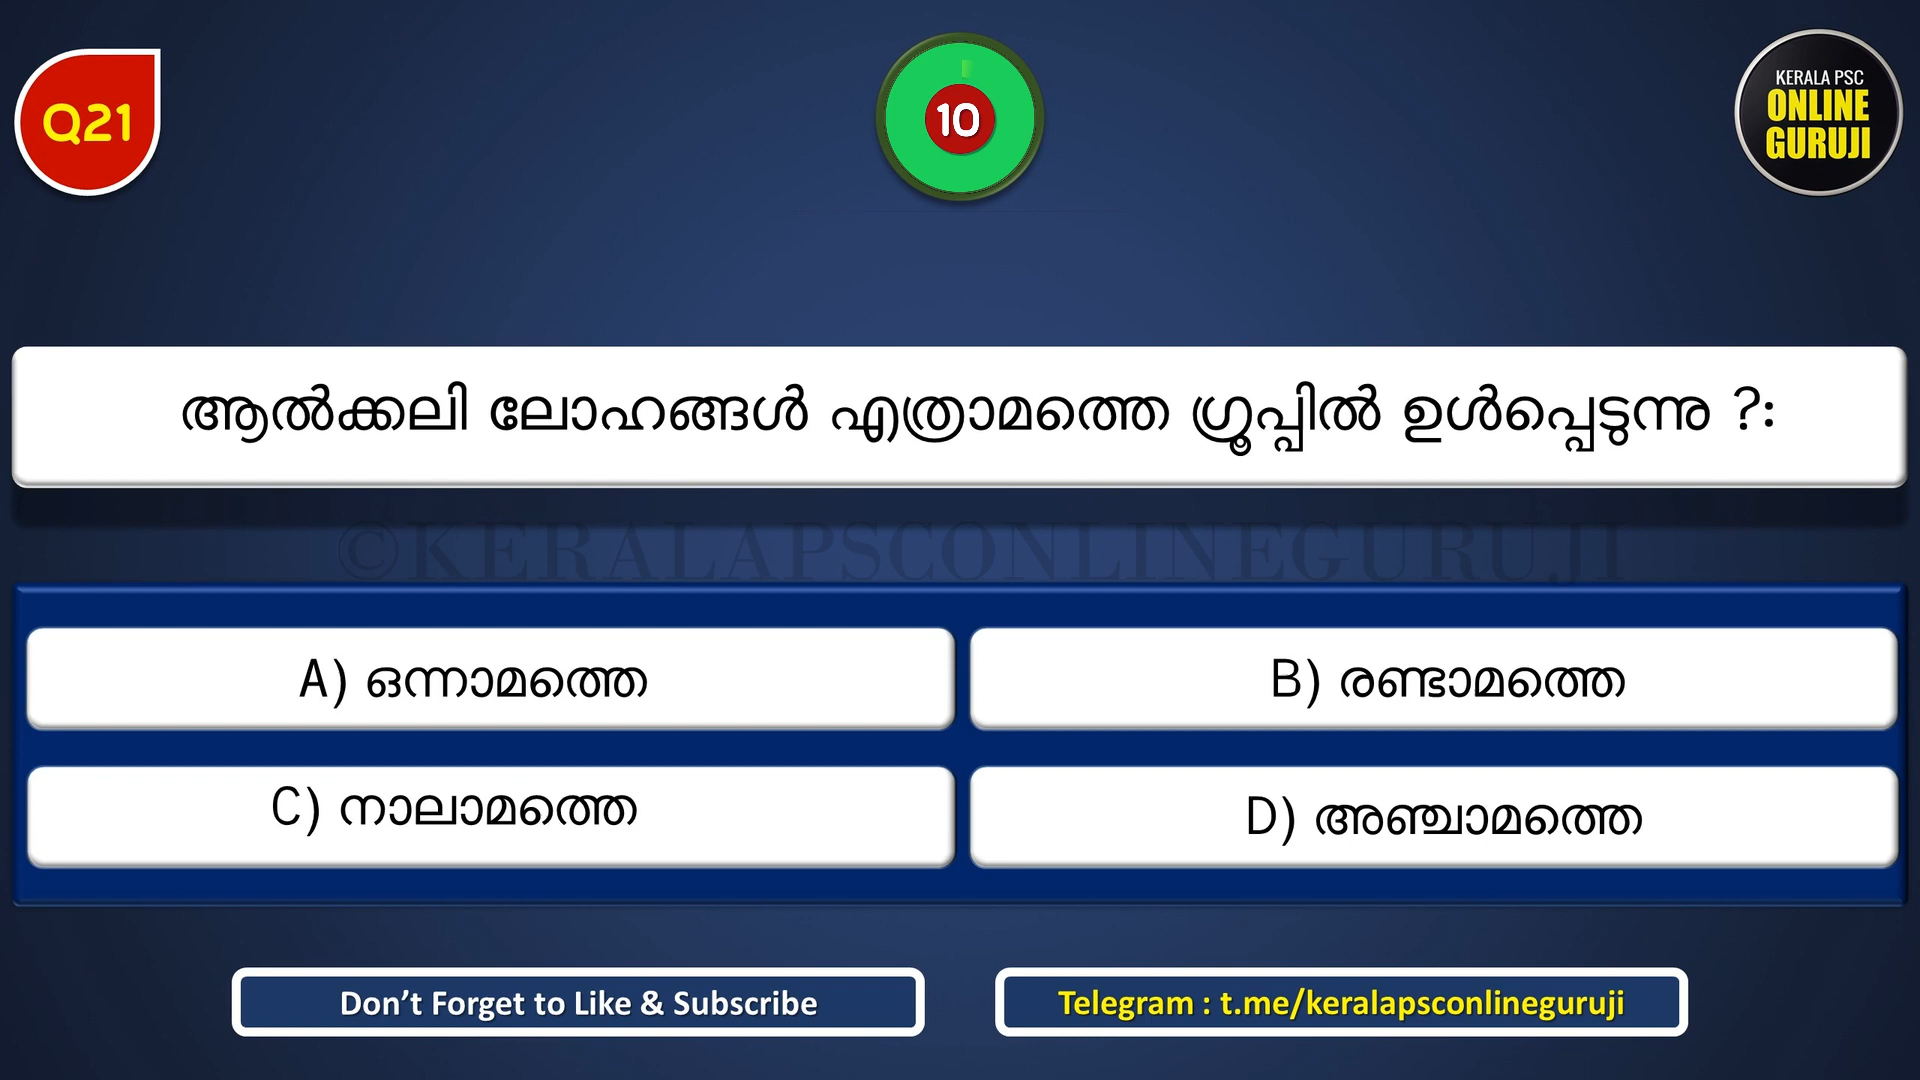 Q21
10
KERALA PSC
ONLINE
GURUJI
ആൽക്കലി ലോഹങ്ങൾ എത്രാമത്തെ ഗ്രൂപ്പിൽ ഉൾപ്പെടുന്നു ?:
©KERALAPSCONLINEGURUJI
A) ഒന്നാമത്തെ
B) രണ്ടാമത്തെ
C) നാലാമത്തെ
D) അഞ്ചാമത്തെ
Don’t Forget to Like & Subscribe
Telegram : t.me/keralapsconlineguruji